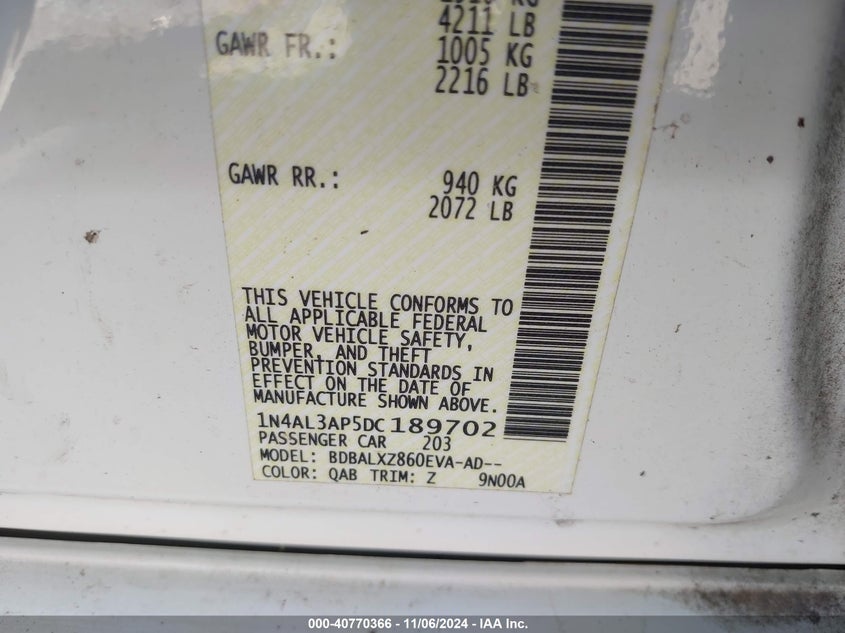 4211 LB
GAWR FR.: 1005 KG
2216 LB
GAWR RR.: 940 KG
2072 LB
THIS VEHICLE CONFORMS TO
ALL APPLICABLE FEDERAL
MOTOR VEHICLE SAFETY,
BUMPER, AND THEFT
PREVENTION STANDARDS IN
EFFECT ON THE DATE OF
MANUFACTURE SHOWN ABOVE.
1N4AL3AP5DC189702
PASSENGER CAR 203
MODEL: BDBALXZ860EVA-AD--
COLOR: QAB TRIM: Z 9N00A
000-40770366 - 11/06/2024 - IAA Inc.